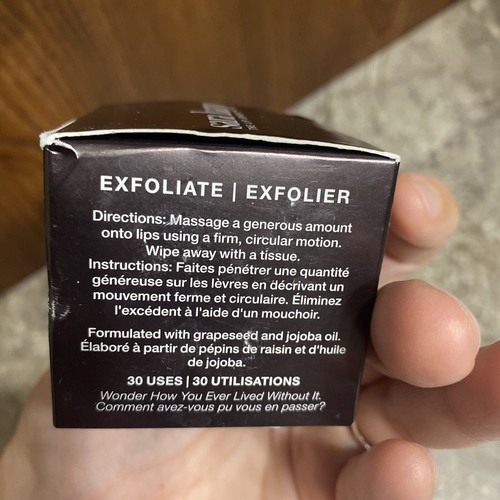 EXFOLIATE | EXFOLIER
Directions: Massage a generous amount
onto lips using a firm, circular motion.
Wipe away with a tissue.
Instructions: Faites pénétrer une quantité
généreuse sur les lèvres en décrivant un
mouvement ferme et circulaire. Éliminez
l'excédent à l'aide d'un mouchoir.
Formulated with grapeseed and jojoba oil.
Élaboré à partir de pépins de raisin et d'huile
de jojoba.
30 USES | 30 UTILISATIONS
Wonder How You Ever Lived Without It.
Comment avez-vous pu vous en passer?